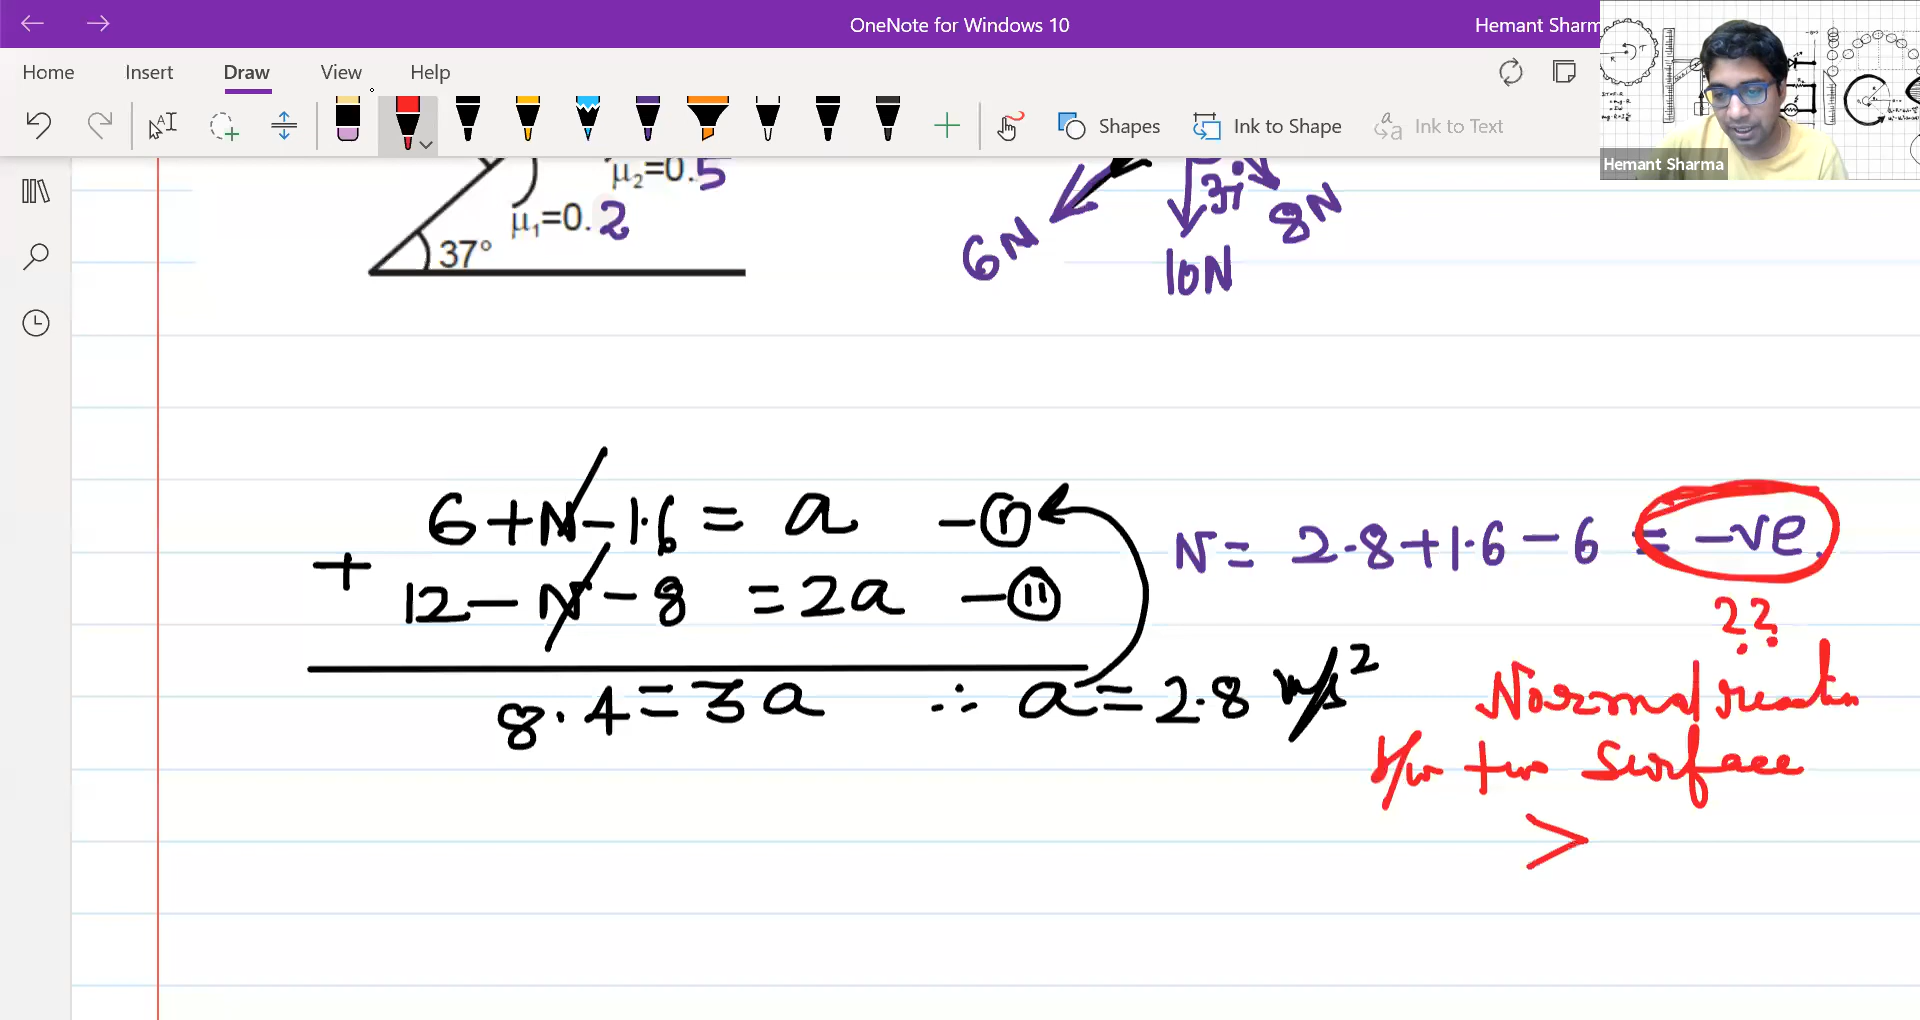 OneNote for Windows 10
Hemant Sharm
Home Insert Draw View Help
Shapes Ink to Shape Ink to Text
Hemant Sharma
μ₂=0.5
μ₁=0.2
37°
6N
10N
8N
37
6+N-1.6 = a -(i)
+
12-N-8 = 2a -(ii)
8.4=3a ∴ a=2.8 m/s²
N= 2.8+1.6-6 = -ve.
??
Normal reaction
b/w two surface
>